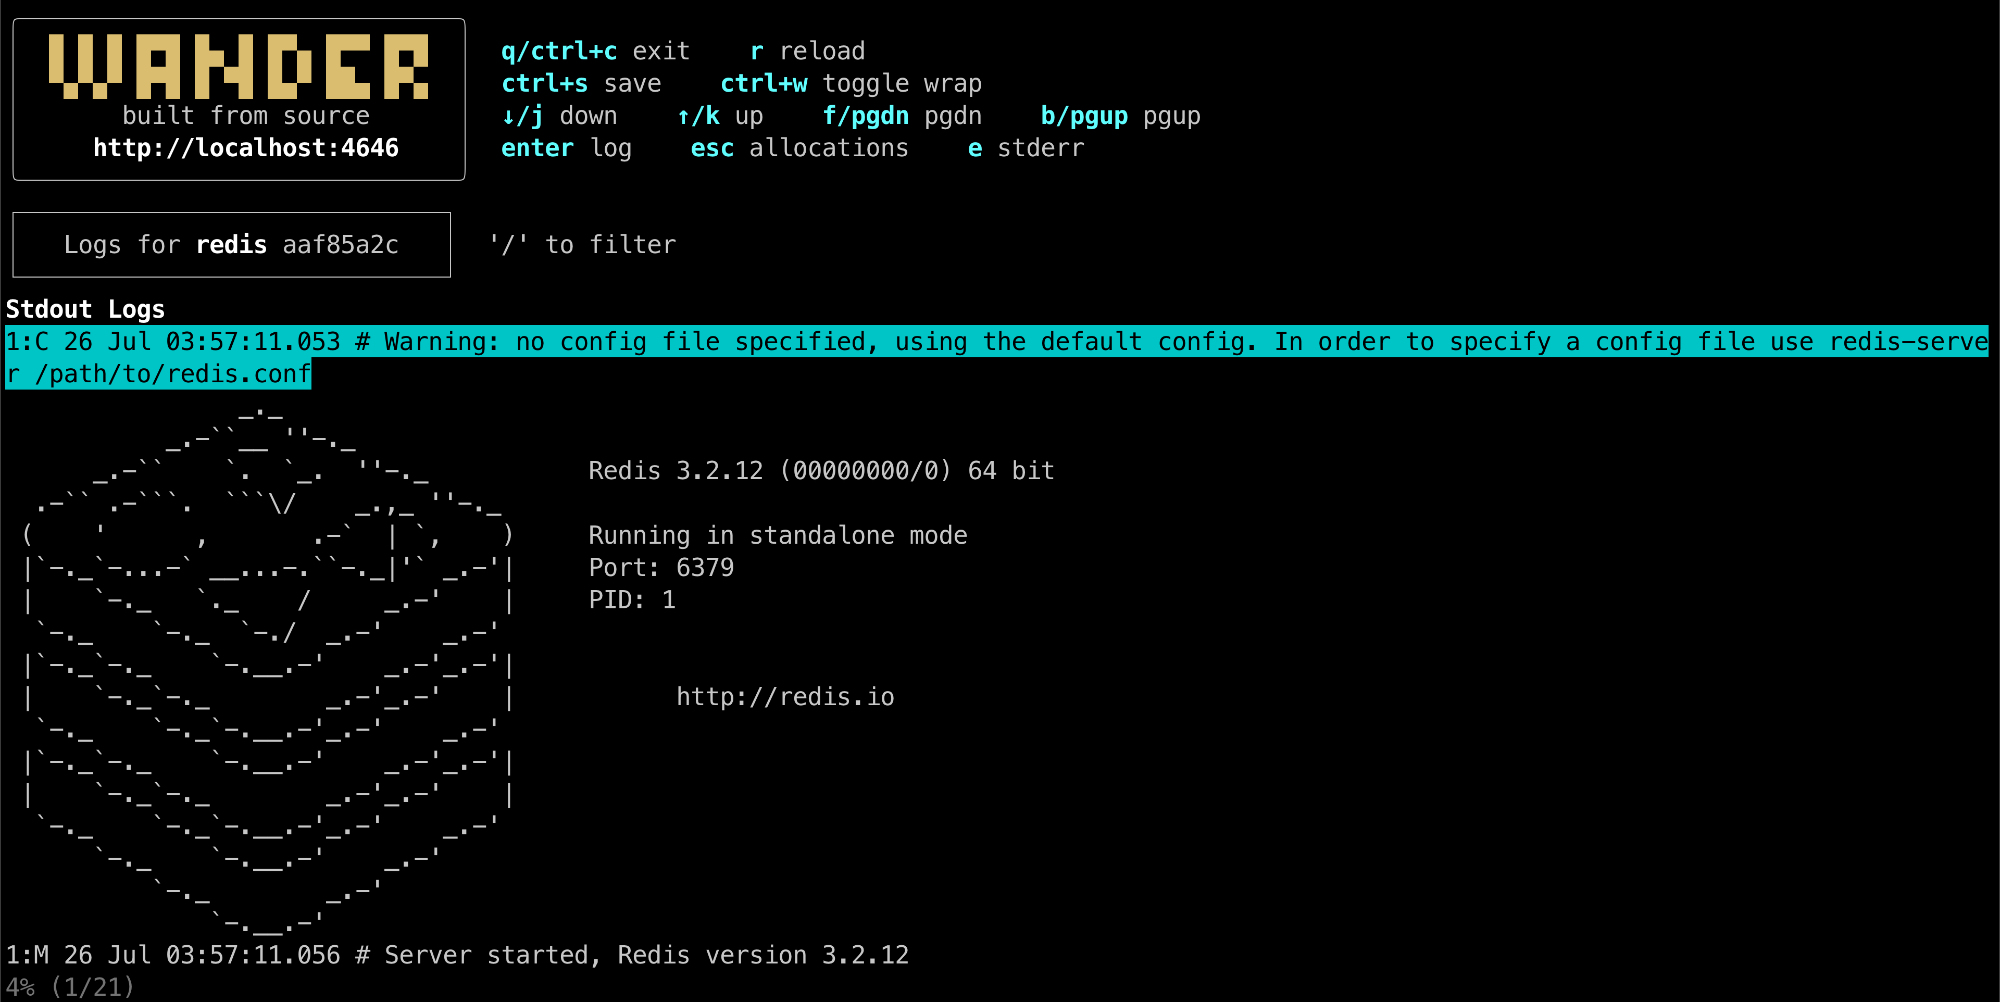 WANDER
built from source
http://localhost:4646
q/ctrl+c exit    r reload
ctrl+s save    ctrl+w toggle wrap
↓/j down    ↑/k up    f/pgdn pgdn    b/pgup pgup
enter log    esc allocations    e stderr
Logs for redis aaf85a2c
'/' to filter
Stdout Logs
1:C 26 Jul 03:57:11.053 # Warning: no config file specified, using the default config. In order to specify a config file use redis-serve
r /path/to/redis.conf
Redis 3.2.12 (00000000/0) 64 bit
Running in standalone mode
Port: 6379
PID: 1
http://redis.io
1:M 26 Jul 03:57:11.056 # Server started, Redis version 3.2.12
4% (1/21)